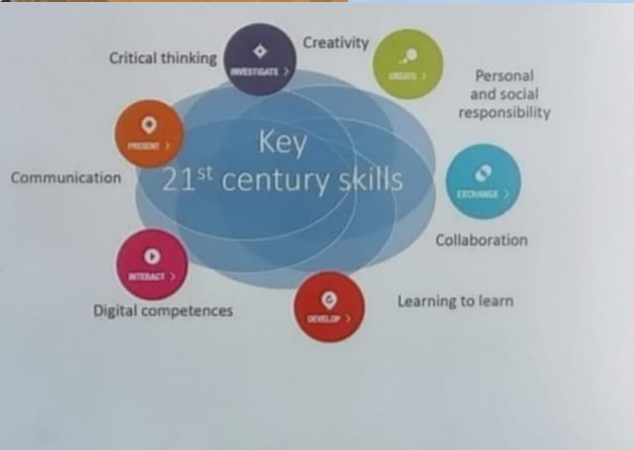 Critical thinking
INVESTIGATE >
Creativity
CREATE >
Personal
and social
responsibility
PRESENT >
Key
21st century skills
Communication
EXCHANGE >
Collaboration
INTERACT >
Digital competences
DEVELOP >
Learning to learn